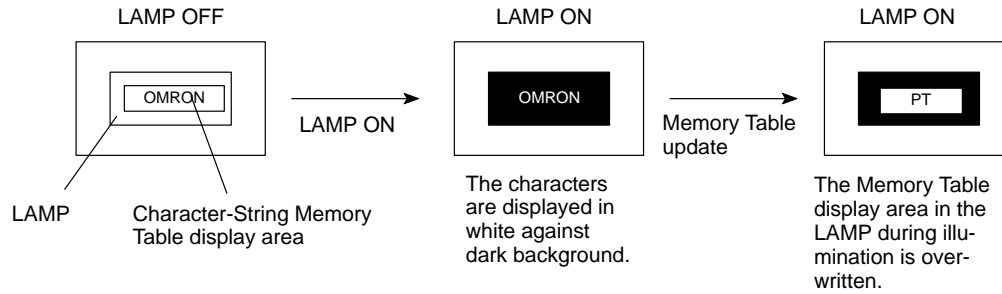 LAMP OFF
LAMP ON
LAMP ON
OMRON
OMRON
PT
LAMP ON
Memory Table
update
LAMP
Character-String Memory
Table display area
The characters
are displayed in
white against
dark background.
The Memory Table
display area in the
LAMP during illu-
mination is over-
written.